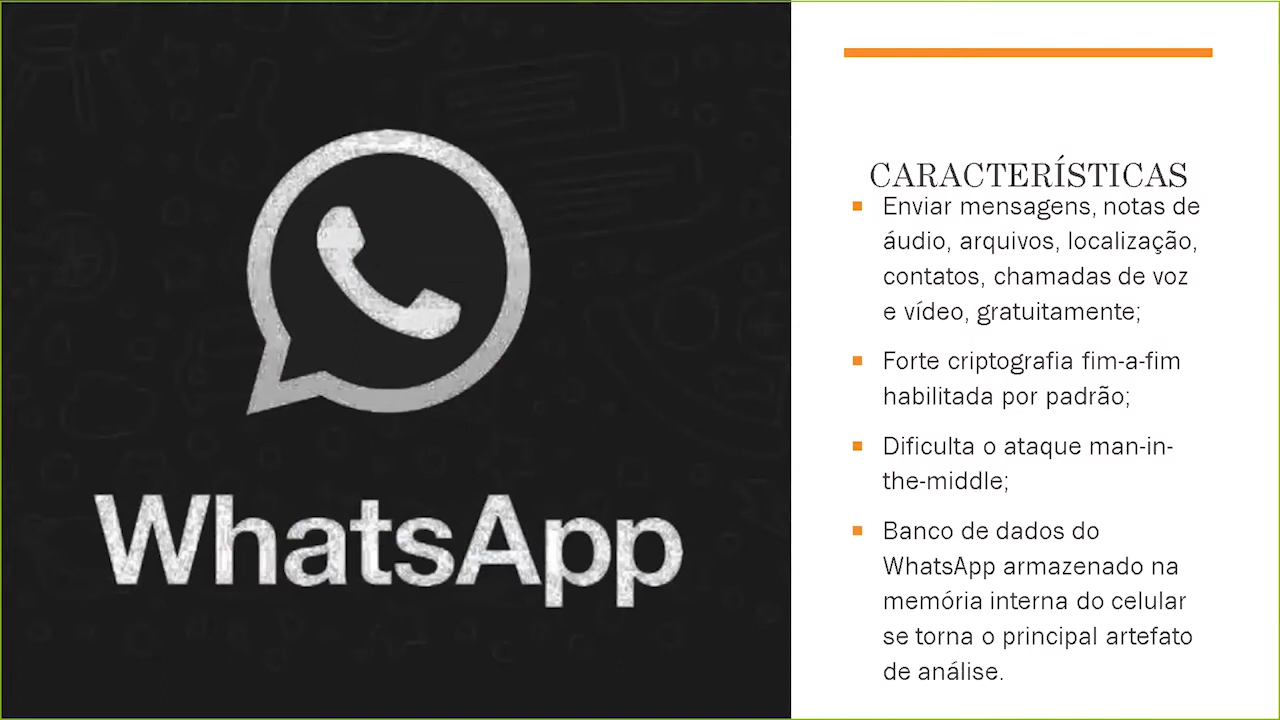 WhatsApp
CARACTERÍSTICAS
Enviar mensagens, notas de
áudio, arquivos, localização,
contatos, chamadas de voz
e vídeo, gratuitamente;
Forte criptografia fim-a-fim
habilitada por padrão;
Dificulta o ataque man-in-
the-middle;
Banco de dados do
WhatsApp armazenado na
memória interna do celular
se torna o principal artefato
de análise.